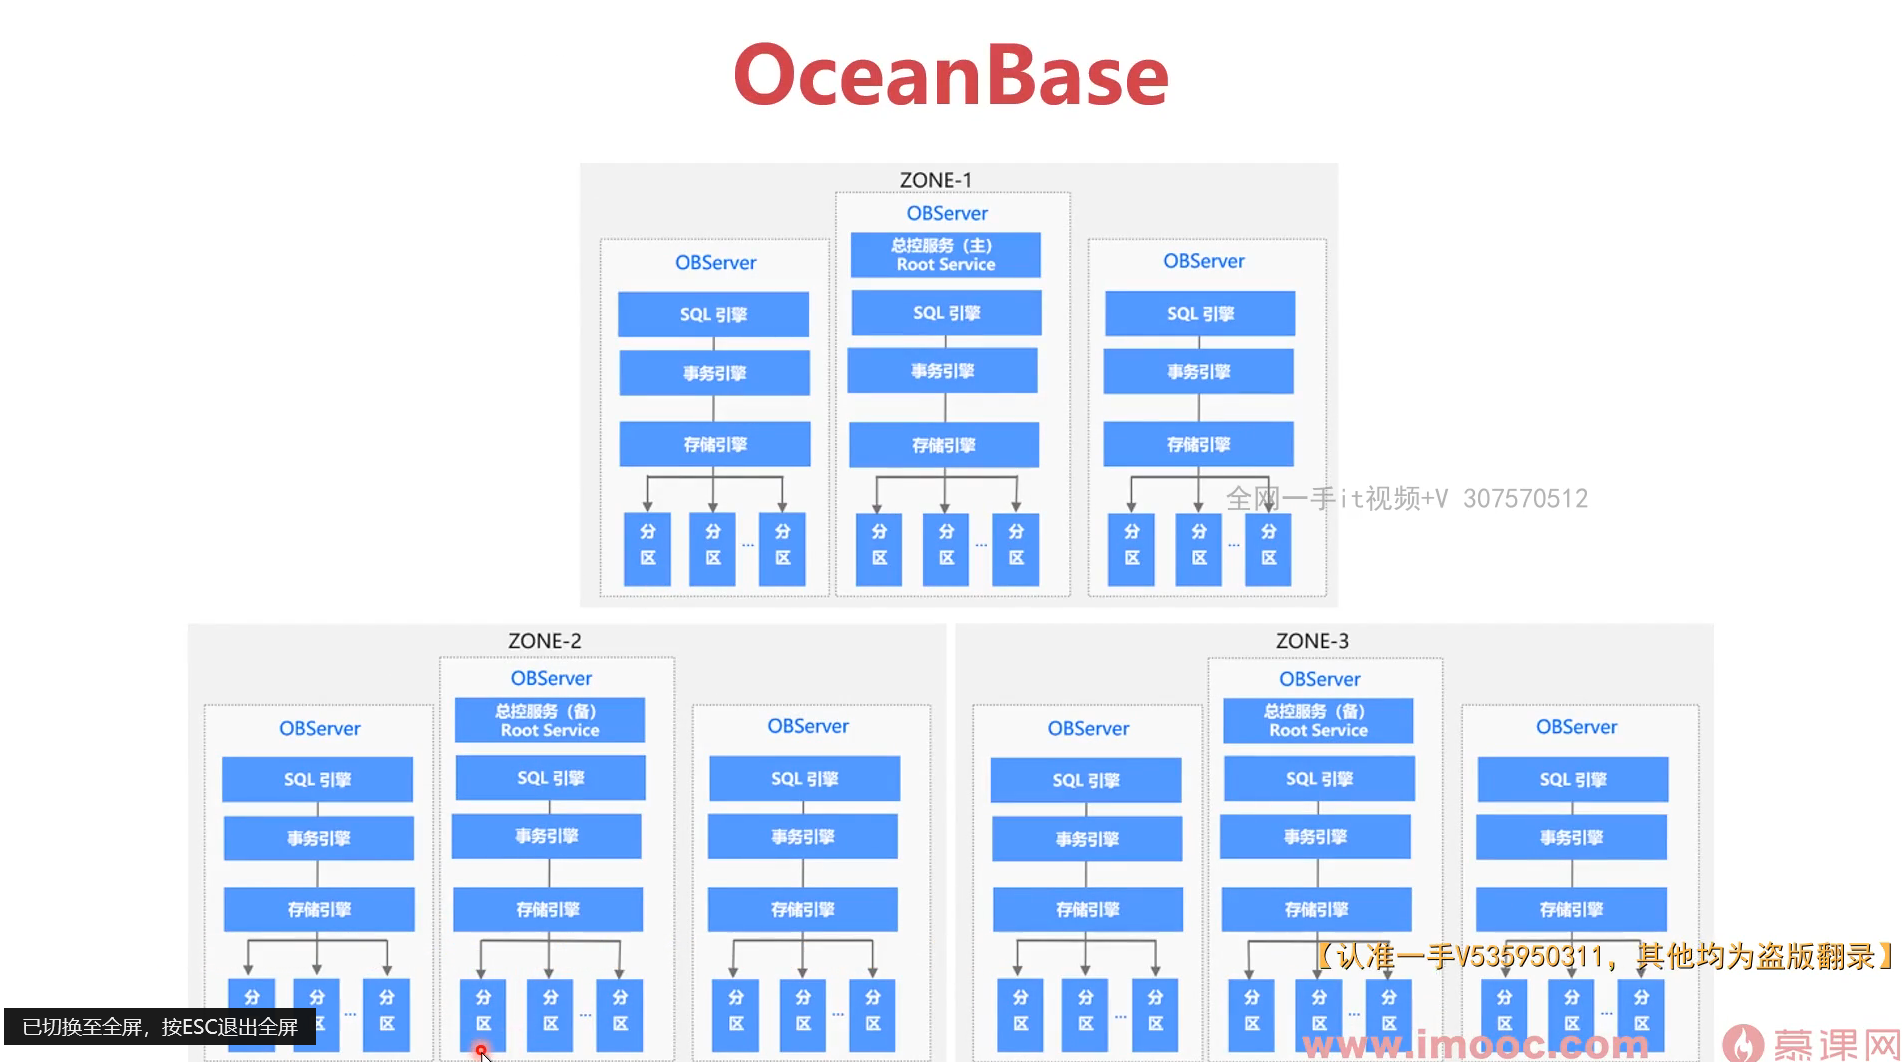 OceanBase
ZONE-1
OBServer
总控服务（主）
Root Service
OBServer
OBServer
SQL 引擎
SQL 引擎
SQL 引擎
事务引擎
事务引擎
事务引擎
存储引擎
存储引擎
存储引擎
全网一手it视频+V 307570512
分区
分区
...
分区
分区
分区
...
分区
分区
分区
...
分区
ZONE-2
OBServer
总控服务（备）
Root Service
OBServer
OBServer
SQL 引擎
SQL 引擎
SQL 引擎
事务引擎
事务引擎
事务引擎
存储引擎
存储引擎
存储引擎
分
分区
...
分区
分区
分区
...
分区
分区
分区
...
分区
ZONE-3
OBServer
总控服务（备）
Root Service
OBServer
OBServer
SQL 引擎
SQL 引擎
SQL 引擎
事务引擎
事务引擎
事务引擎
存储引擎
存储引擎
存储引擎
【认准一手V535950311，其他均为盗版翻录】
分区
分区
...
分区
分区
分区
...
分区
分区
分区
...
分区
已切换至全屏，按ESC退出全屏
www.imooc.com
慕课网